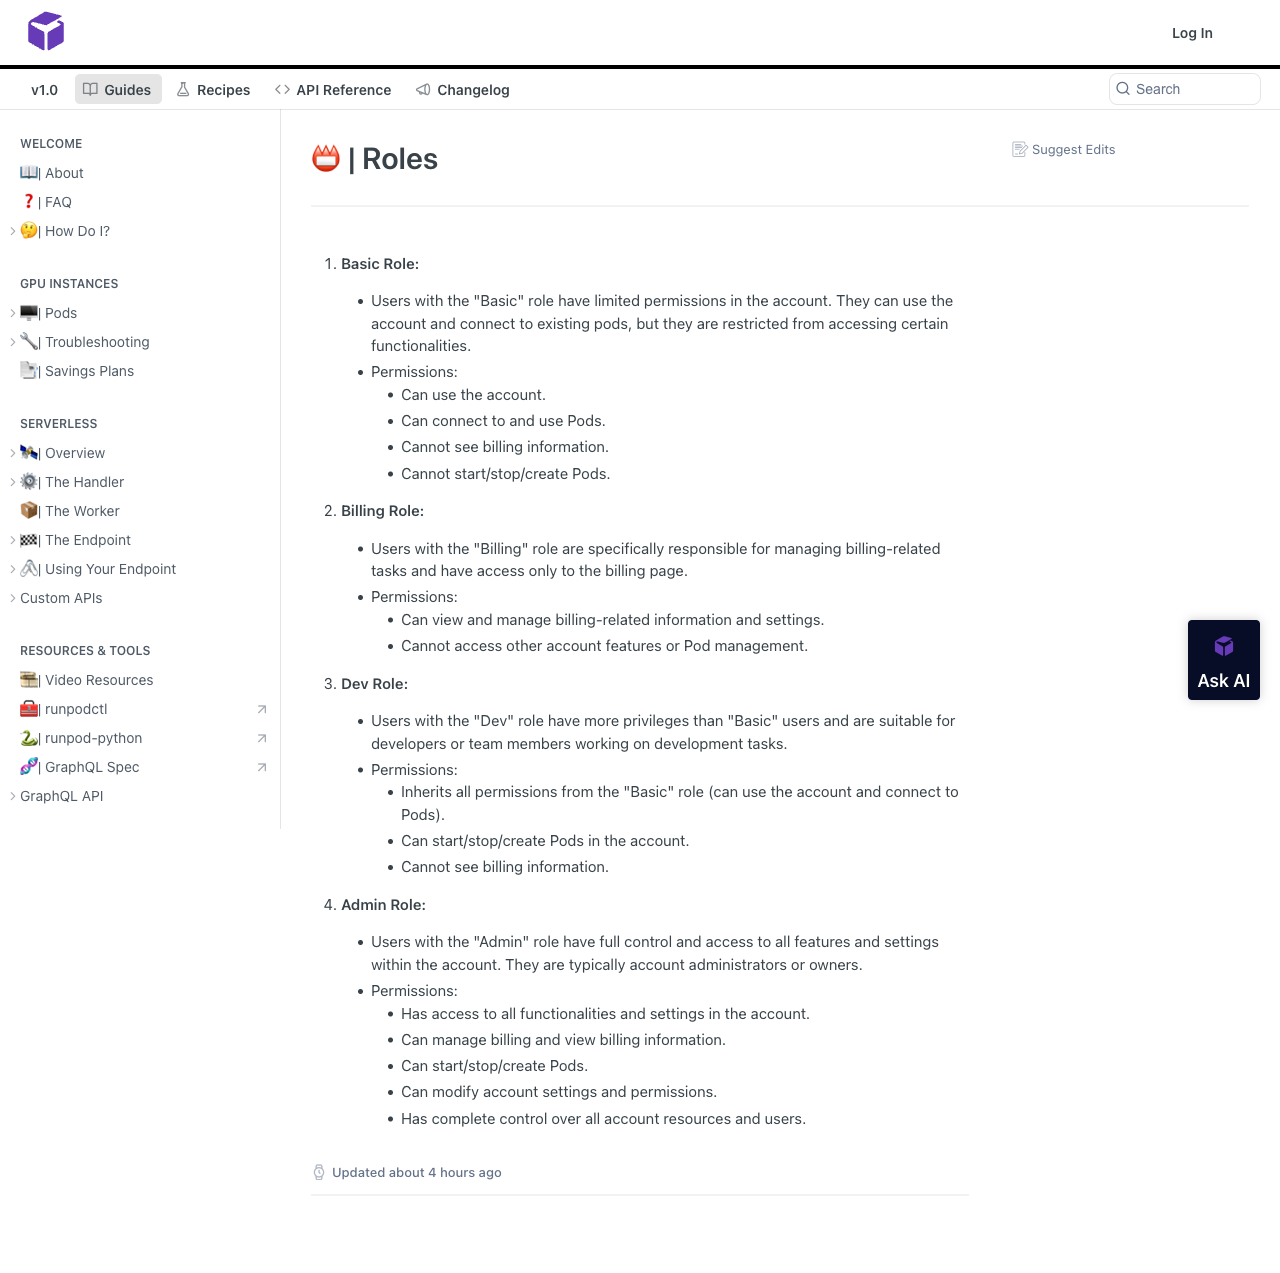 Log In
v1.0
Guides
Recipes
API Reference
Changelog
Search
WELCOME
| About
| FAQ
| How Do I?
GPU INSTANCES
| Pods
| Troubleshooting
| Savings Plans
SERVERLESS
| Overview
| The Handler
| The Worker
| The Endpoint
| Using Your Endpoint
Custom APIs
RESOURCES & TOOLS
| Video Resources
| runpodctl
| runpod-python
| GraphQL Spec
GraphQL API
| Roles
Suggest Edits
1. Basic Role:
• Users with the "Basic" role have limited permissions in the account. They can use the
account and connect to existing pods, but they are restricted from accessing certain
functionalities.
• Permissions:
• Can use the account.
• Can connect to and use Pods.
• Cannot see billing information.
• Cannot start/stop/create Pods.
2. Billing Role:
• Users with the "Billing" role are specifically responsible for managing billing-related
tasks and have access only to the billing page.
• Permissions:
• Can view and manage billing-related information and settings.
• Cannot access other account features or Pod management.
3. Dev Role:
• Users with the "Dev" role have more privileges than "Basic" users and are suitable for
developers or team members working on development tasks.
• Permissions:
• Inherits all permissions from the "Basic" role (can use the account and connect to
Pods).
• Can start/stop/create Pods in the account.
• Cannot see billing information.
4. Admin Role:
• Users with the "Admin" role have full control and access to all features and settings
within the account. They are typically account administrators or owners.
• Permissions:
• Has access to all functionalities and settings in the account.
• Can manage billing and view billing information.
• Can start/stop/create Pods.
• Can modify account settings and permissions.
• Has complete control over all account resources and users.
Updated about 4 hours ago
Ask AI